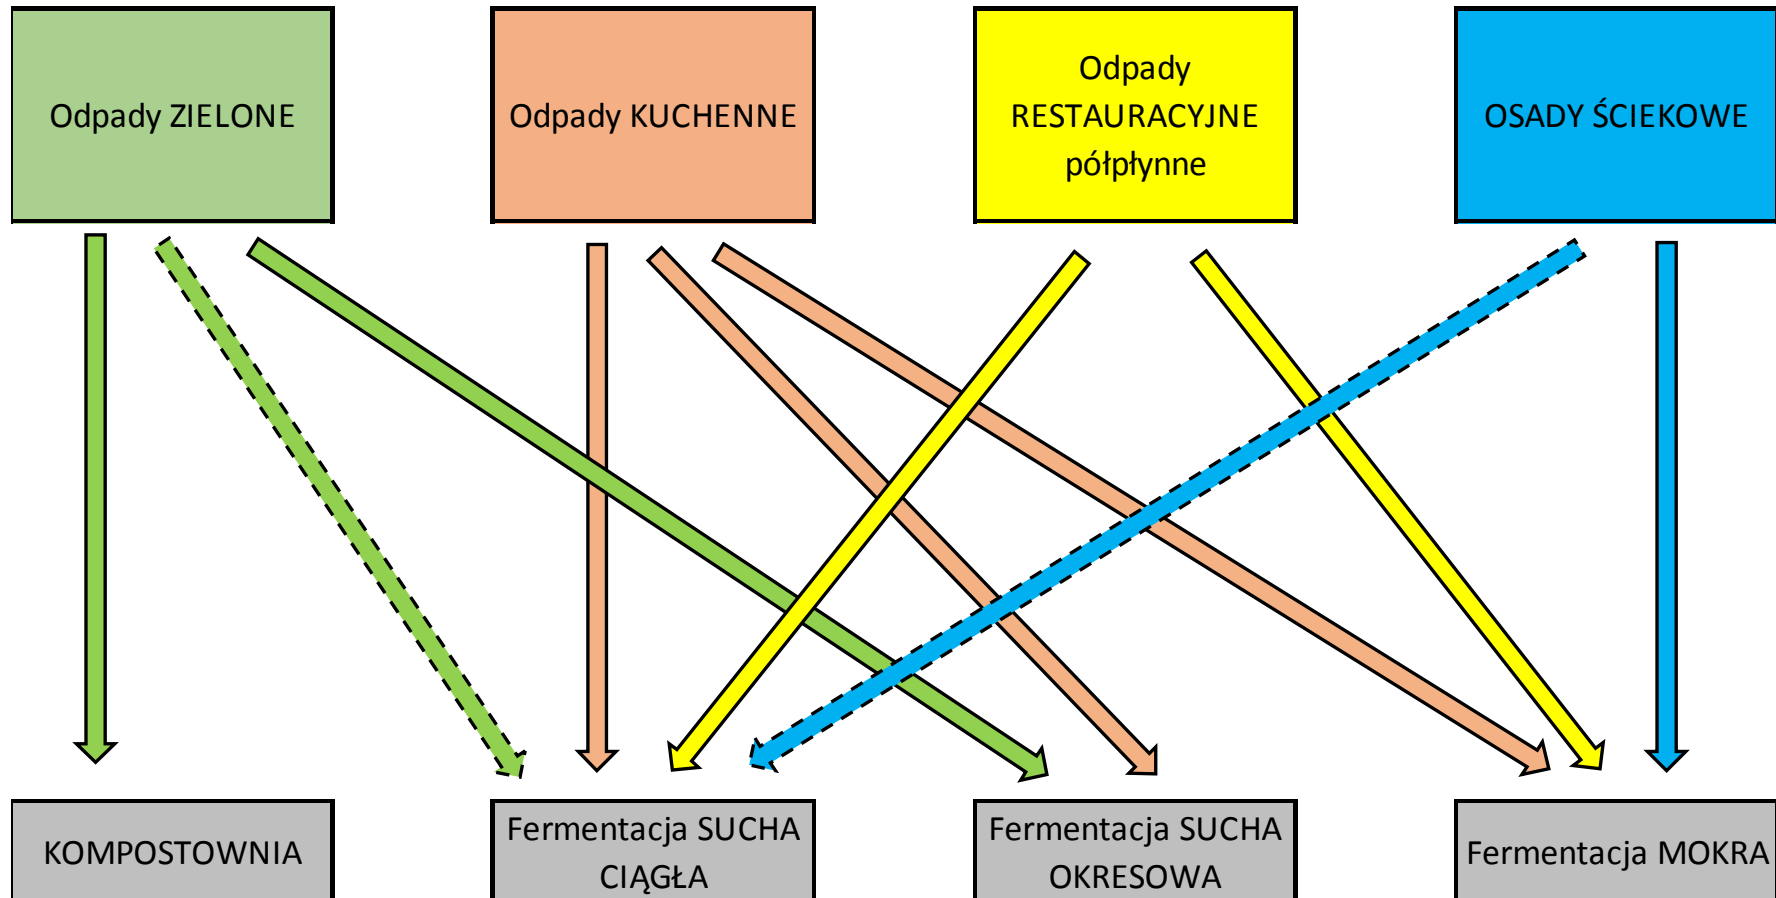 Odpady ZIELONE
Odpady KUCHENNE
Odpady
RESTAURACYJNE
półpłynne
OSADY ŚCIEKOWE
KOMPOSTOWNIA
Fermentacja SUCHA
CIĄGŁA
Fermentacja SUCHA
OKRESOWA
Fermentacja MOKRA